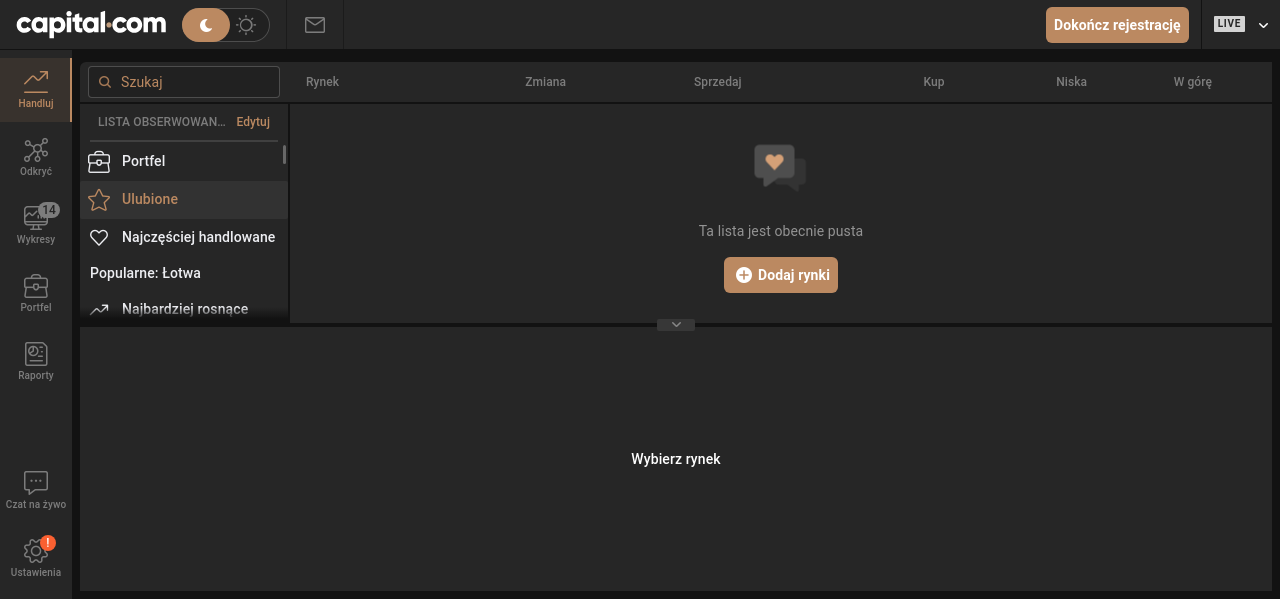 capital.com
Dokończ rejestrację
LIVE
Handluj
Odkryć
14
Wykresy
Portfel
Raporty
Czat na żywo
!
Ustawienia
Szukaj
LISTA OBSERWOWAN... Edytuj
Portfel
Ulubione
Najczęściej handlowane
Popularne: Łotwa
Najbardziej rosnące
Rynek Zmiana Sprzedaj Kup Niska W górę
Ta lista jest obecnie pusta
Dodaj rynki
Wybierz rynek